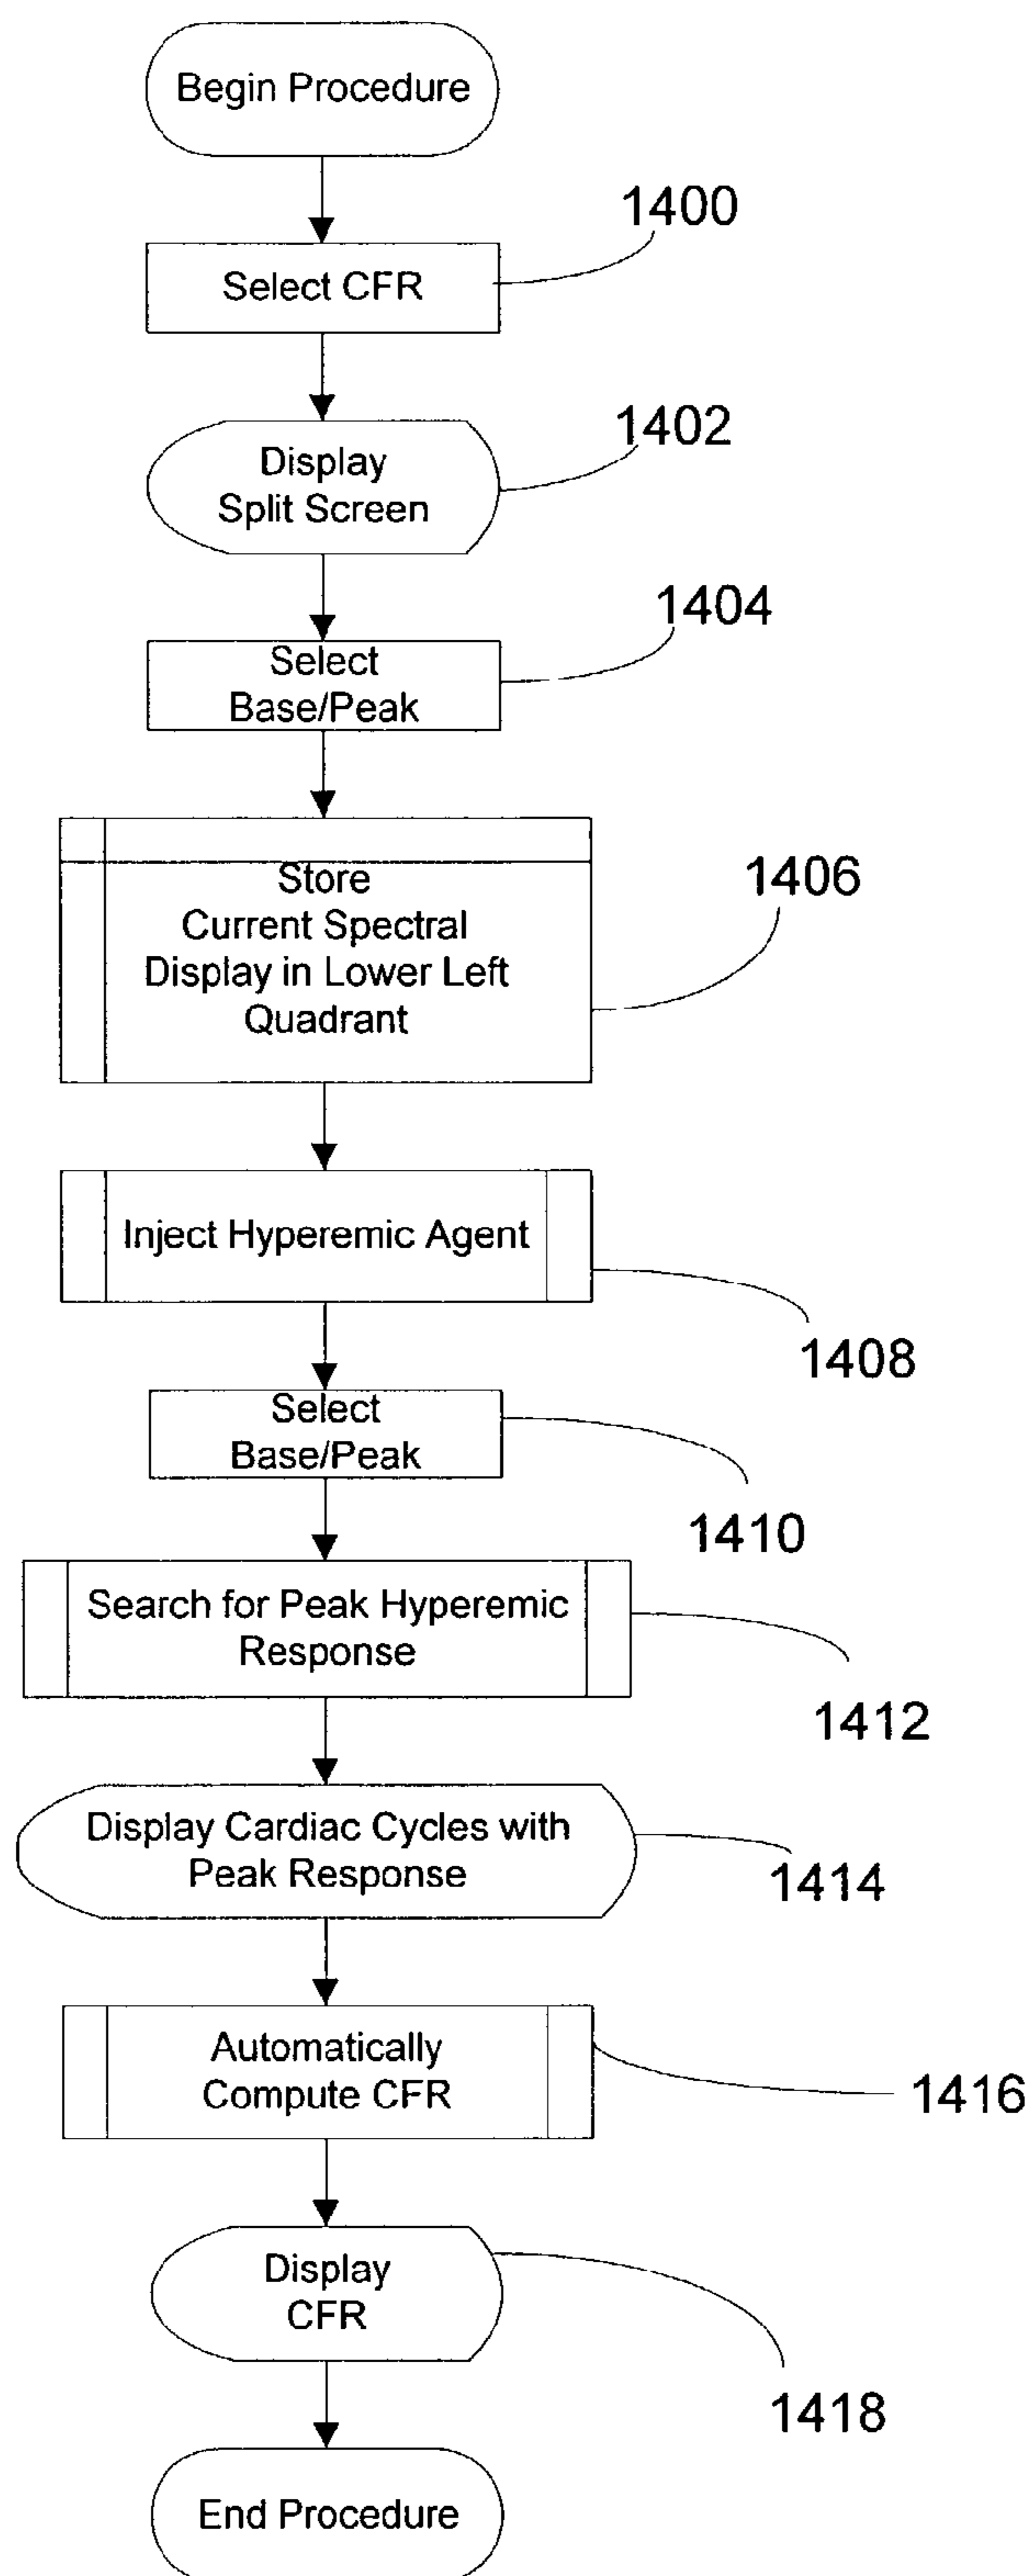 Begin Procedure
1400
Select CFR
1402
Display
Split Screen
1404
Select
Base/Peak
1406
Store
Current Spectral
Display in Lower Left
Quadrant
Inject Hyperemic Agent
1408
Select
Base/Peak
1410
Search for Peak Hyperemic
Response
1412
Display Cardiac Cycles with
Peak Response
1414
Automatically
Compute CFR
1416
Display
CFR
1418
End Procedure